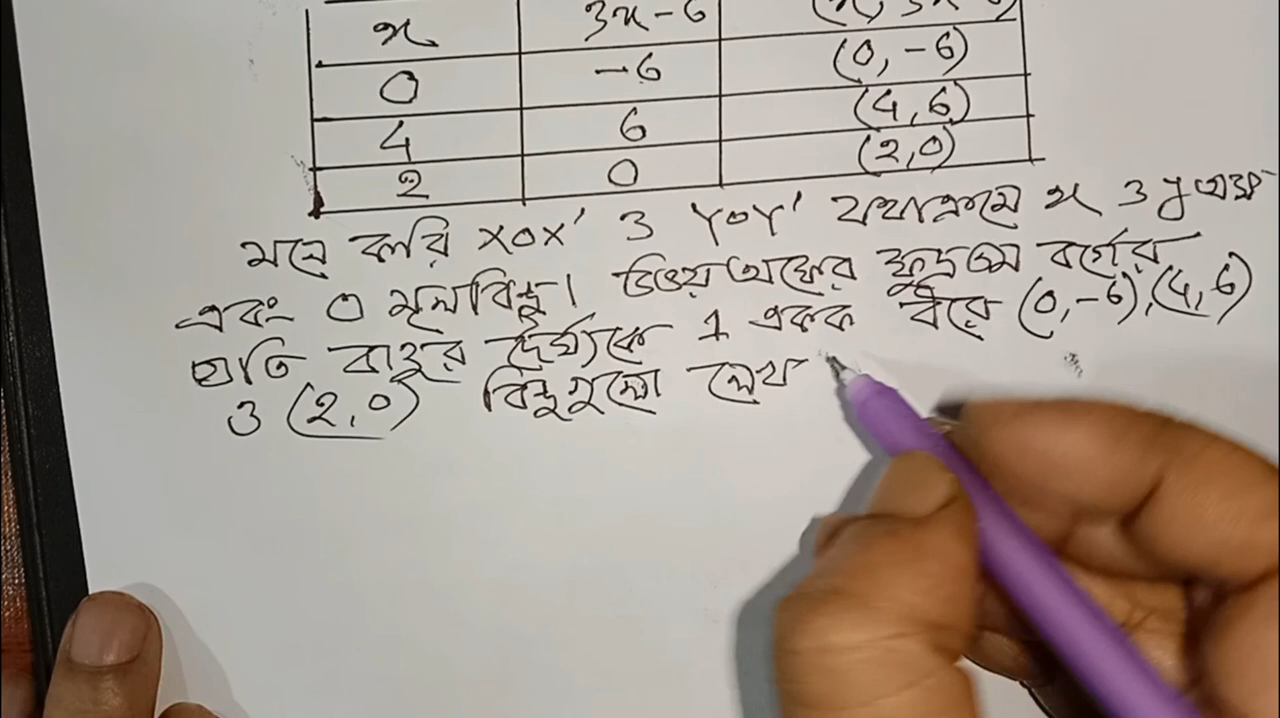 x 3x-6 (x, 3x-6)
0 -6 (0, -6)
4 6 (4, 6)
2 0 (2,0)
মনে করি XOX' ও YOY' যথাক্রমে x ও y অক্ষ
এবং O মূলবিন্দু। উভয় অক্ষের ক্ষুদ্রতম বর্গের
প্রতি বাহুর দৈর্ঘ্যকে 1 একক ধরে (0,-6),(4,6)
ও (2,0) বিন্দুগুলো লেখ